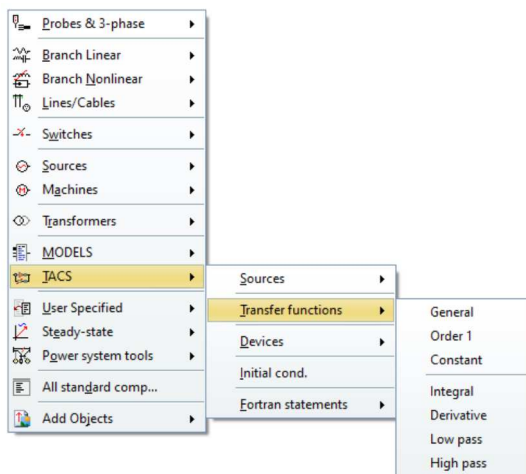 Probes & 3-phase
Branch Linear
Branch Nonlinear
Lines/Cables
Switches
Sources
Machines
Transformers
MODELS
TACS
User Specified
Steady-state
Power system tools
All standard comp...
Add Objects
Sources
Transfer functions
Devices
Initial cond.
Fortran statements
General
Order 1
Constant
Integral
Derivative
Low pass
High pass